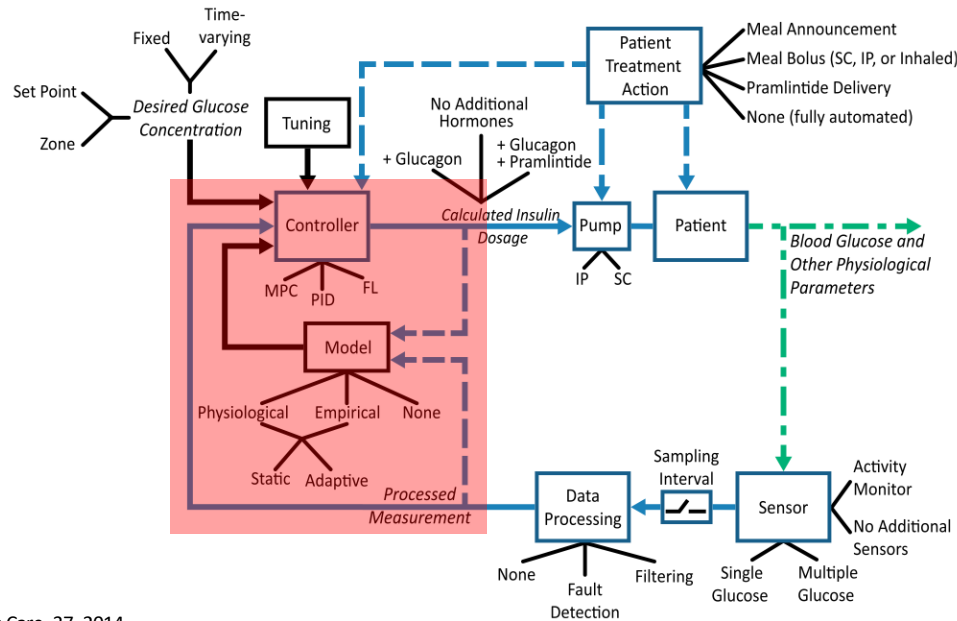 Time-
varying
Fixed
Set Point
Zone
Desired Glucose
Concentration
Tuning
No Additional
Hormones
+ Glucagon
+ Glucagon
+ Pramlintide
Patient
Treatment
Action
Meal Announcement
Meal Bolus (SC, IP, or Inhaled)
Pramlintide Delivery
None (fully automated)
Controller
MPC
PID
FL
Calculated Insulin
Dosage
Pump
IP
SC
Patient
Blood Glucose and
Other Physiological
Parameters
Model
Physiological
Empirical
None
Static
Adaptive
Processed
Measurement
Data
Processing
None
Fault
Detection
Filtering
Sampling
Interval
Sensor
Activity
Monitor
No Additional
Sensors
Single
Glucose
Multiple
Glucose
27, 2014